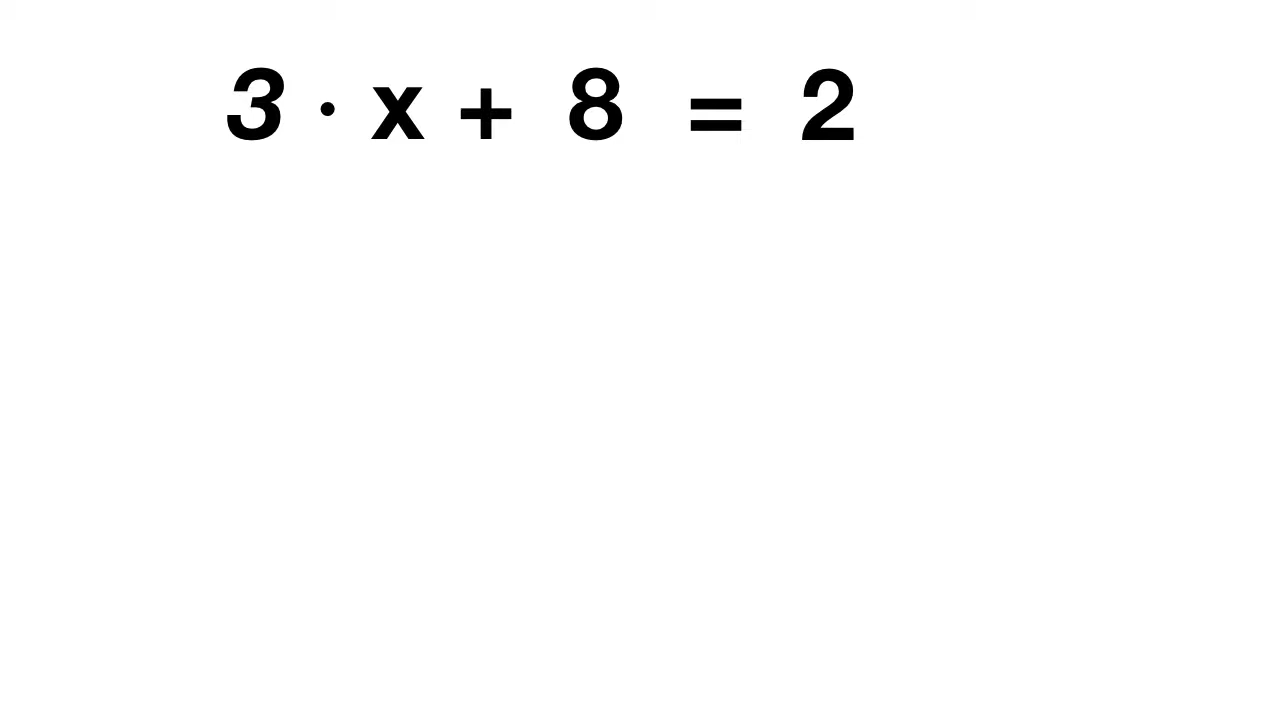 3 · x + 8 = 2